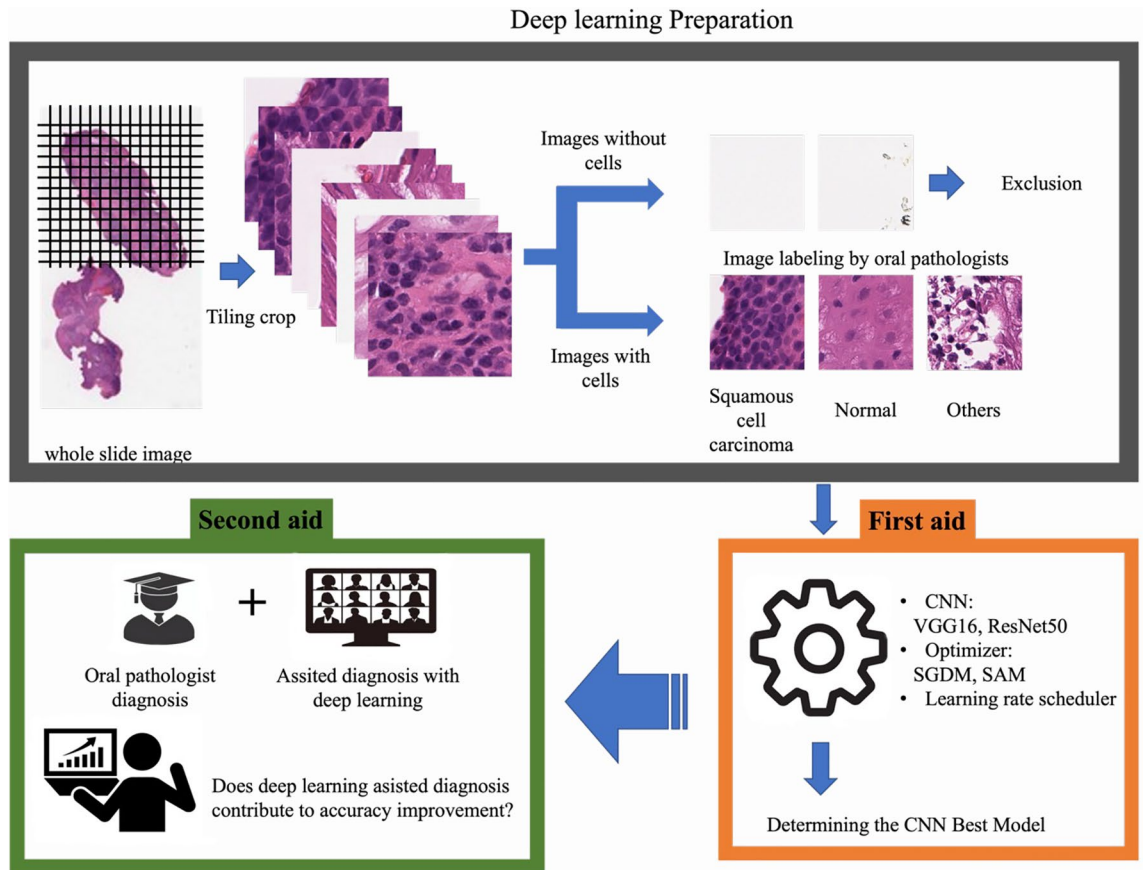 Deep learning Preparation
Images without
cells
Exclusion
Image labeling by oral pathologists
Tiling crop
Images with
cells
Squamous
cell
carcinoma
Normal
Others
whole slide image
Second aid
First aid
+
Oral pathologist
diagnosis
Assited diagnosis with
deep learning
Does deep learning asisted diagnosis
contribute to accuracy improvement?
• CNN:
VGG16, ResNet50
• Optimizer:
SGDM, SAM
• Learning rate scheduler
Determining the CNN Best Model